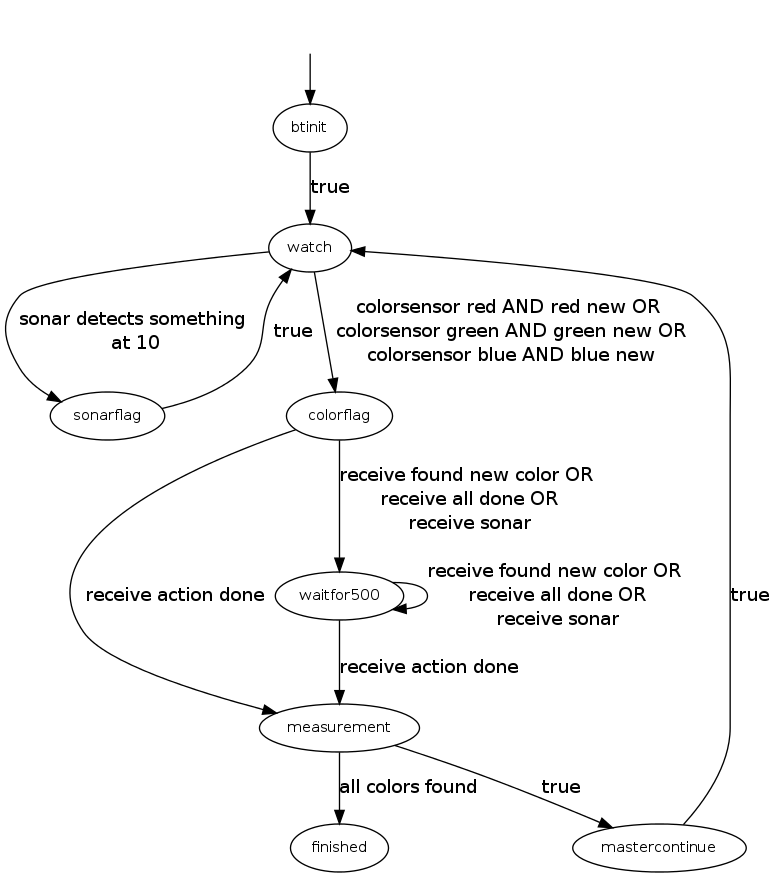 btinit
true
watch
sonar detects something
at 10
true
colorsensor red AND red new OR
colorsensor green AND green new OR
colorsensor blue AND blue new
sonarflag
colorflag
receive found new color OR
receive all done OR
receive sonar
receive action done
waitfor500
receive found new color OR
receive all done OR
receive sonar
true
receive action done
measurement
all colors found
true
finished
mastercontinue